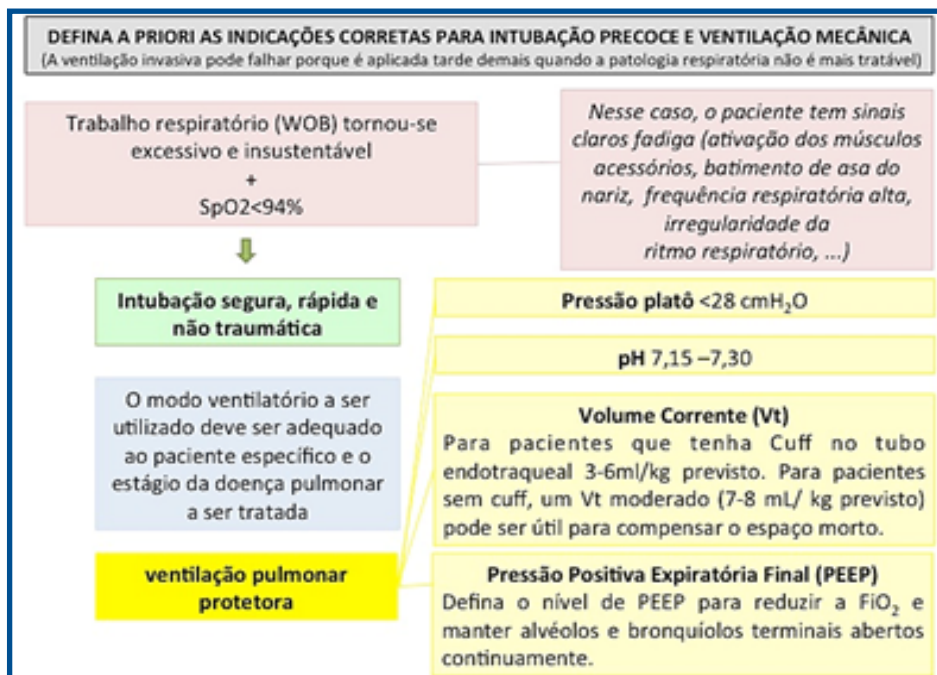 DEFINA A PRIORI AS INDICAÇÕES CORRETAS PARA INTUBAÇÃO PRECOCE E VENTILAÇÃO MECÂNICA
(A ventilação invasiva pode falhar porque é aplicada tarde demais quando a patologia respiratória não é mais tratável)
Trabalho respiratório (WOB) tornou-se
excessivo e insustentável
+
SpO2<94%
Nesse caso, o paciente tem sinais
claros fadiga (ativação dos músculos
acessórios, batimento de asa do
nariz, frequência respiratória alta,
irregularidade da
ritmo respiratório, ...)
Intubação segura, rápida e
não traumática
O modo ventilatório a ser
utilizado deve ser adequado
ao paciente específico e o
estágio da doença pulmonar
a ser tratada
ventilação pulmonar
protetora
Pressão platô <28 cmH₂O
pH 7,15 –7,30
Volume Corrente (Vt)
Para pacientes que tenha Cuff no tubo
endotraqueal 3-6ml/kg previsto. Para pacientes
sem cuff, um Vt moderado (7-8 mL/ kg previsto)
pode ser útil para compensar o espaço morto.
Pressão Positiva Expiratória Final (PEEP)
Defina o nível de PEEP para reduzir a FiO₂ e
manter alvéolos e bronquíolos terminais abertos
continuamente.